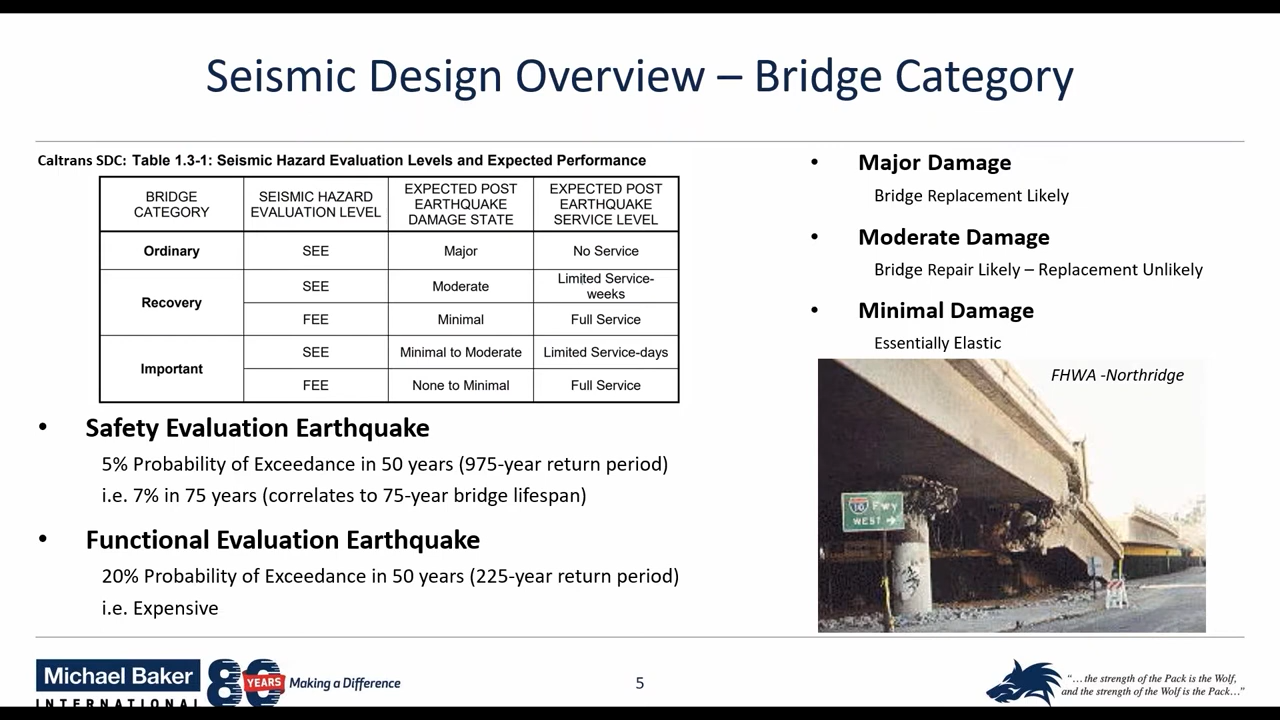 Seismic Design Overview – Bridge Category
Caltrans SDC: Table 1.3-1: Seismic Hazard Evaluation Levels and Expected Performance
BRIDGE CATEGORY SEISMIC HAZARD EVALUATION LEVEL EXPECTED POST EARTHQUAKE DAMAGE STATE EXPECTED POST EARTHQUAKE SERVICE LEVEL
Ordinary SEE Major No Service
Recovery SEE Moderate Limited Service-weeks
FEE Minimal Full Service
Important SEE Minimal to Moderate Limited Service-days
FEE None to Minimal Full Service
• Safety Evaluation Earthquake
5% Probability of Exceedance in 50 years (975-year return period)
i.e. 7% in 75 years (correlates to 75-year bridge lifespan)
• Functional Evaluation Earthquake
20% Probability of Exceedance in 50 years (225-year return period)
i.e. Expensive
• Major Damage
Bridge Replacement Likely
• Moderate Damage
Bridge Repair Likely – Replacement Unlikely
• Minimal Damage
Essentially Elastic
FHWA -Northridge
10 Fwy
WEST
Michael Baker
INTERNATIONAL
80 YEARS
Making a Difference
5
“…the strength of the Pack is the Wolf,
and the strength of the Wolf is the Pack…”